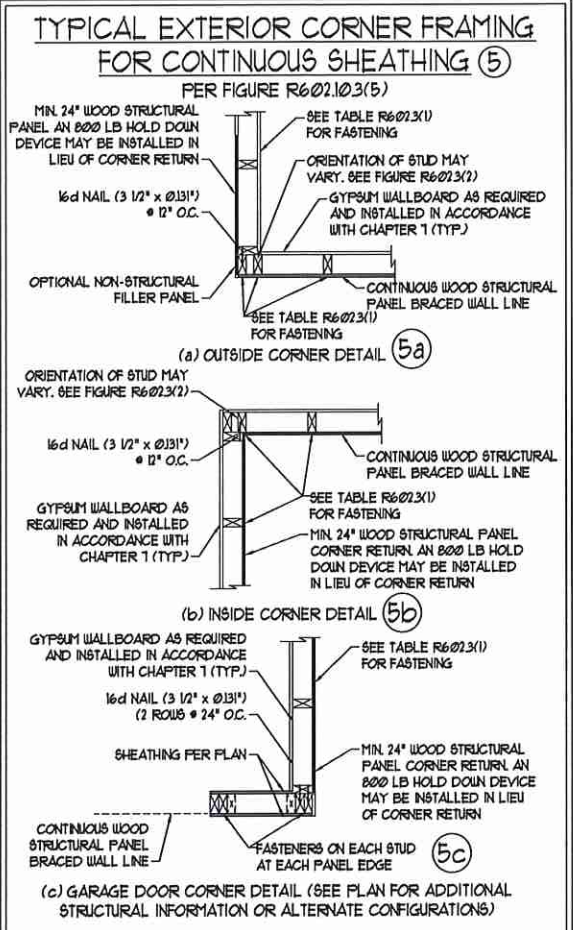 TYPICAL EXTERIOR CORNER FRAMING
FOR CONTINUOUS SHEATHING 5
PER FIGURE R602.10.3(5)
MIN. 24" WOOD STRUCTURAL
PANEL AN 800 LB HOLD DOWN
DEVICE MAY BE INSTALLED IN
LIEU OF CORNER RETURN
16d NAIL (3 1/2" x Ø.131")
@ 12" O.C.
OPTIONAL NON-STRUCTURAL
FILLER PANEL
SEE TABLE R602.3(1)
FOR FASTENING
ORIENTATION OF STUD MAY
VARY. SEE FIGURE R602.3(2)
GYPSUM WALLBOARD AS REQUIRED
AND INSTALLED IN ACCORDANCE
WITH CHAPTER 7 (TYP.)
CONTINUOUS WOOD STRUCTURAL
PANEL BRACED WALL LINE
SEE TABLE R602.3(1)
FOR FASTENING
(a) OUTSIDE CORNER DETAIL 5a
ORIENTATION OF STUD MAY
VARY. SEE FIGURE R602.3(2)
16d NAIL (3 1/2" x Ø.131")
@ 12" O.C.
GYPSUM WALLBOARD AS
REQUIRED AND INSTALLED
IN ACCORDANCE WITH
CHAPTER 7 (TYP.)
CONTINUOUS WOOD STRUCTURAL
PANEL BRACED WALL LINE
SEE TABLE R602.3(1)
FOR FASTENING
MIN. 24" WOOD STRUCTURAL PANEL
CORNER RETURN. AN 800 LB HOLD
DOWN DEVICE MAY BE INSTALLED
IN LIEU OF CORNER RETURN
(b) INSIDE CORNER DETAIL 5b
GYPSUM WALLBOARD AS REQUIRED
AND INSTALLED IN ACCORDANCE
WITH CHAPTER 7 (TYP.)
16d NAIL (3 1/2" x Ø.131")
(2 ROWS @ 24" O.C.
SHEATHING PER PLAN
CONTINUOUS WOOD
STRUCTURAL PANEL
BRACED WALL LINE
SEE TABLE R602.3(1)
FOR FASTENING
MIN. 24" WOOD STRUCTURAL
PANEL CORNER RETURN. AN
800 LB HOLD DOWN DEVICE
MAY BE INSTALLED IN LIEU
OF CORNER RETURN
FASTENERS ON EACH STUD
AT EACH PANEL EDGE
5c
(c) GARAGE DOOR CORNER DETAIL (SEE PLAN FOR ADDITIONAL
STRUCTURAL INFORMATION OR ALTERNATE CONFIGURATIONS)